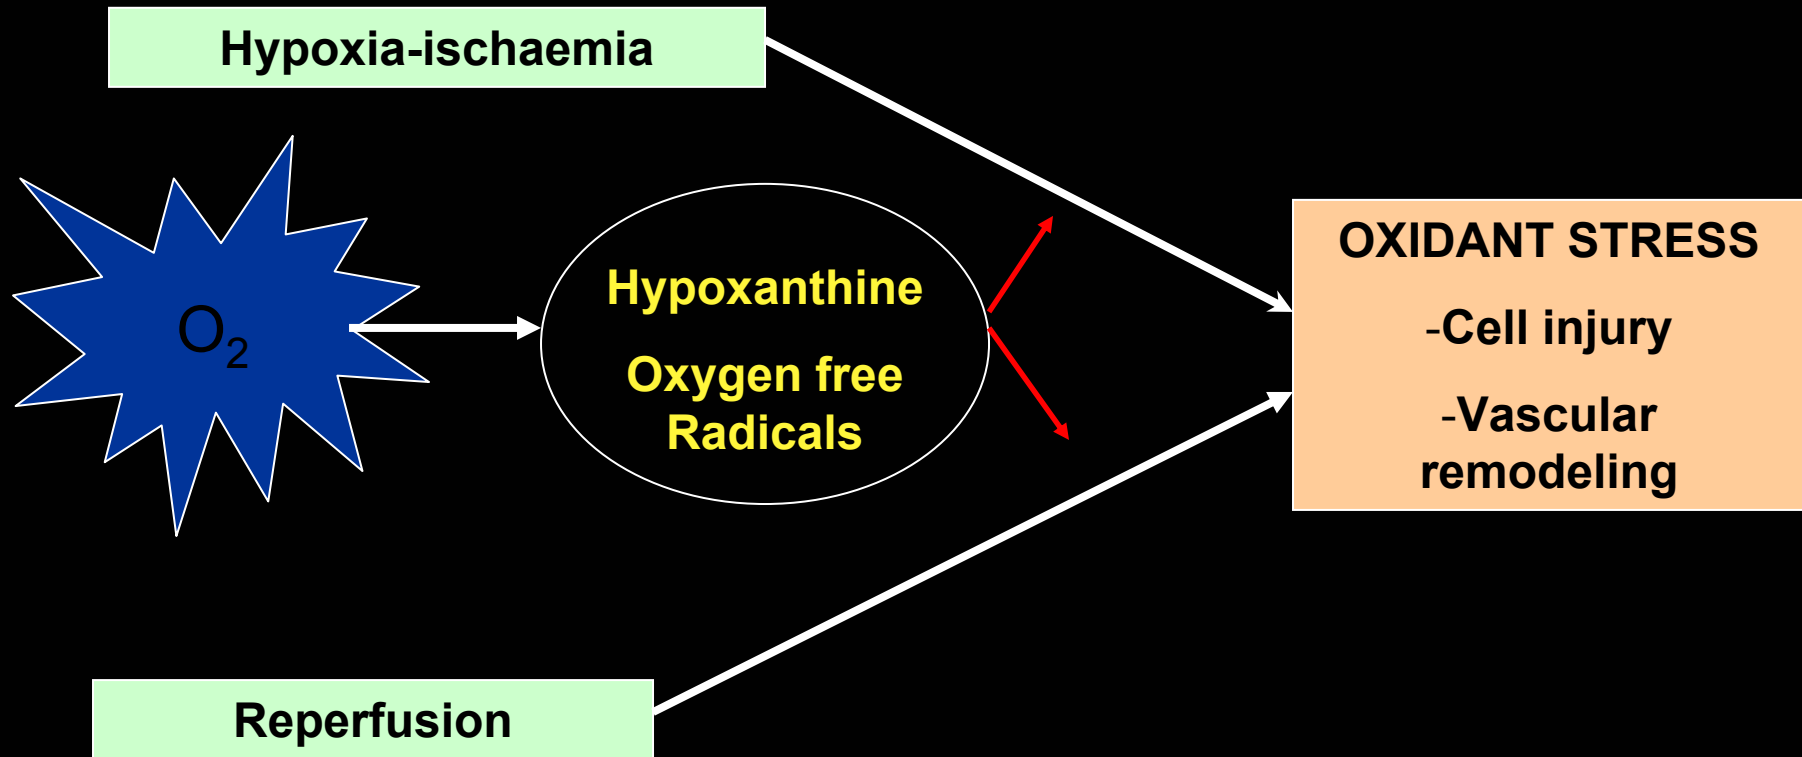 Hypoxia-ischaemia
O₂
Hypoxanthine
Oxygen free
Radicals
OXIDANT STRESS
-Cell injury
-Vascular
remodeling
Reperfusion